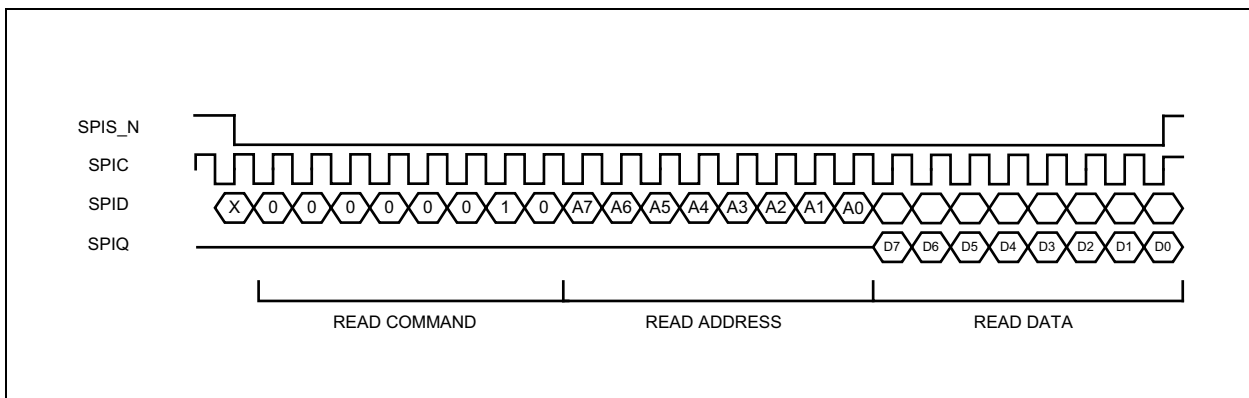 SPIS_N
SPIC
SPID X 0 0 0 0 0 0 1 0 A7 A6 A5 A4 A3 A2 A1 A0
SPIQ D7 D6 D5 D4 D3 D2 D1 D0
READ COMMAND READ ADDRESS READ DATA